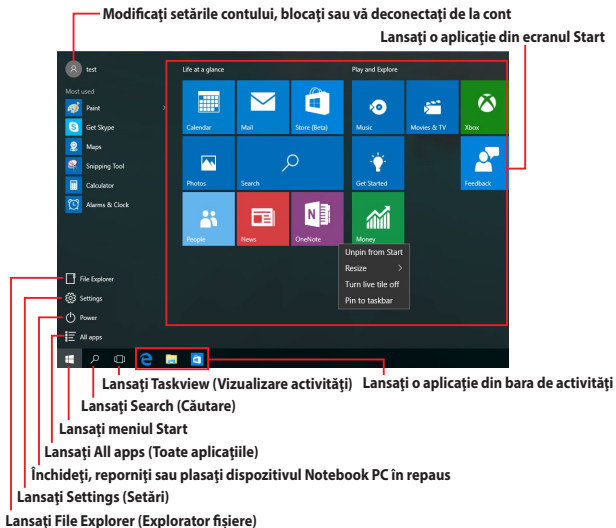 Modificați setările contului, blocați sau vă deconectați de la cont
Lansați o aplicație din ecranul Start
test
Life at a glance
Play and Explore
Most used
Paint
Get Skype
Maps
Snipping Tool
Calculator
Alarms & Clock
Calendar
Mail
Store (Beta)
Music
Movies & TV
Xbox
Photos
Search
Get Started
Feedback
People
News
OneNote
Money
Unpin from Start
Resize
Turn live tile off
Pin to taskbar
File Explorer
Settings
Power
All apps
Lansați Taskview (Vizualizare activități)
Lansați o aplicație din bara de activități
Lansați Search (Căutare)
Lansați meniul Start
Lansați All apps (Toate aplicațiile)
Închideți, reporniți sau plasați dispozitivul Notebook PC în repaus
Lansați Settings (Setări)
Lansați File Explorer (Explorator fișiere)